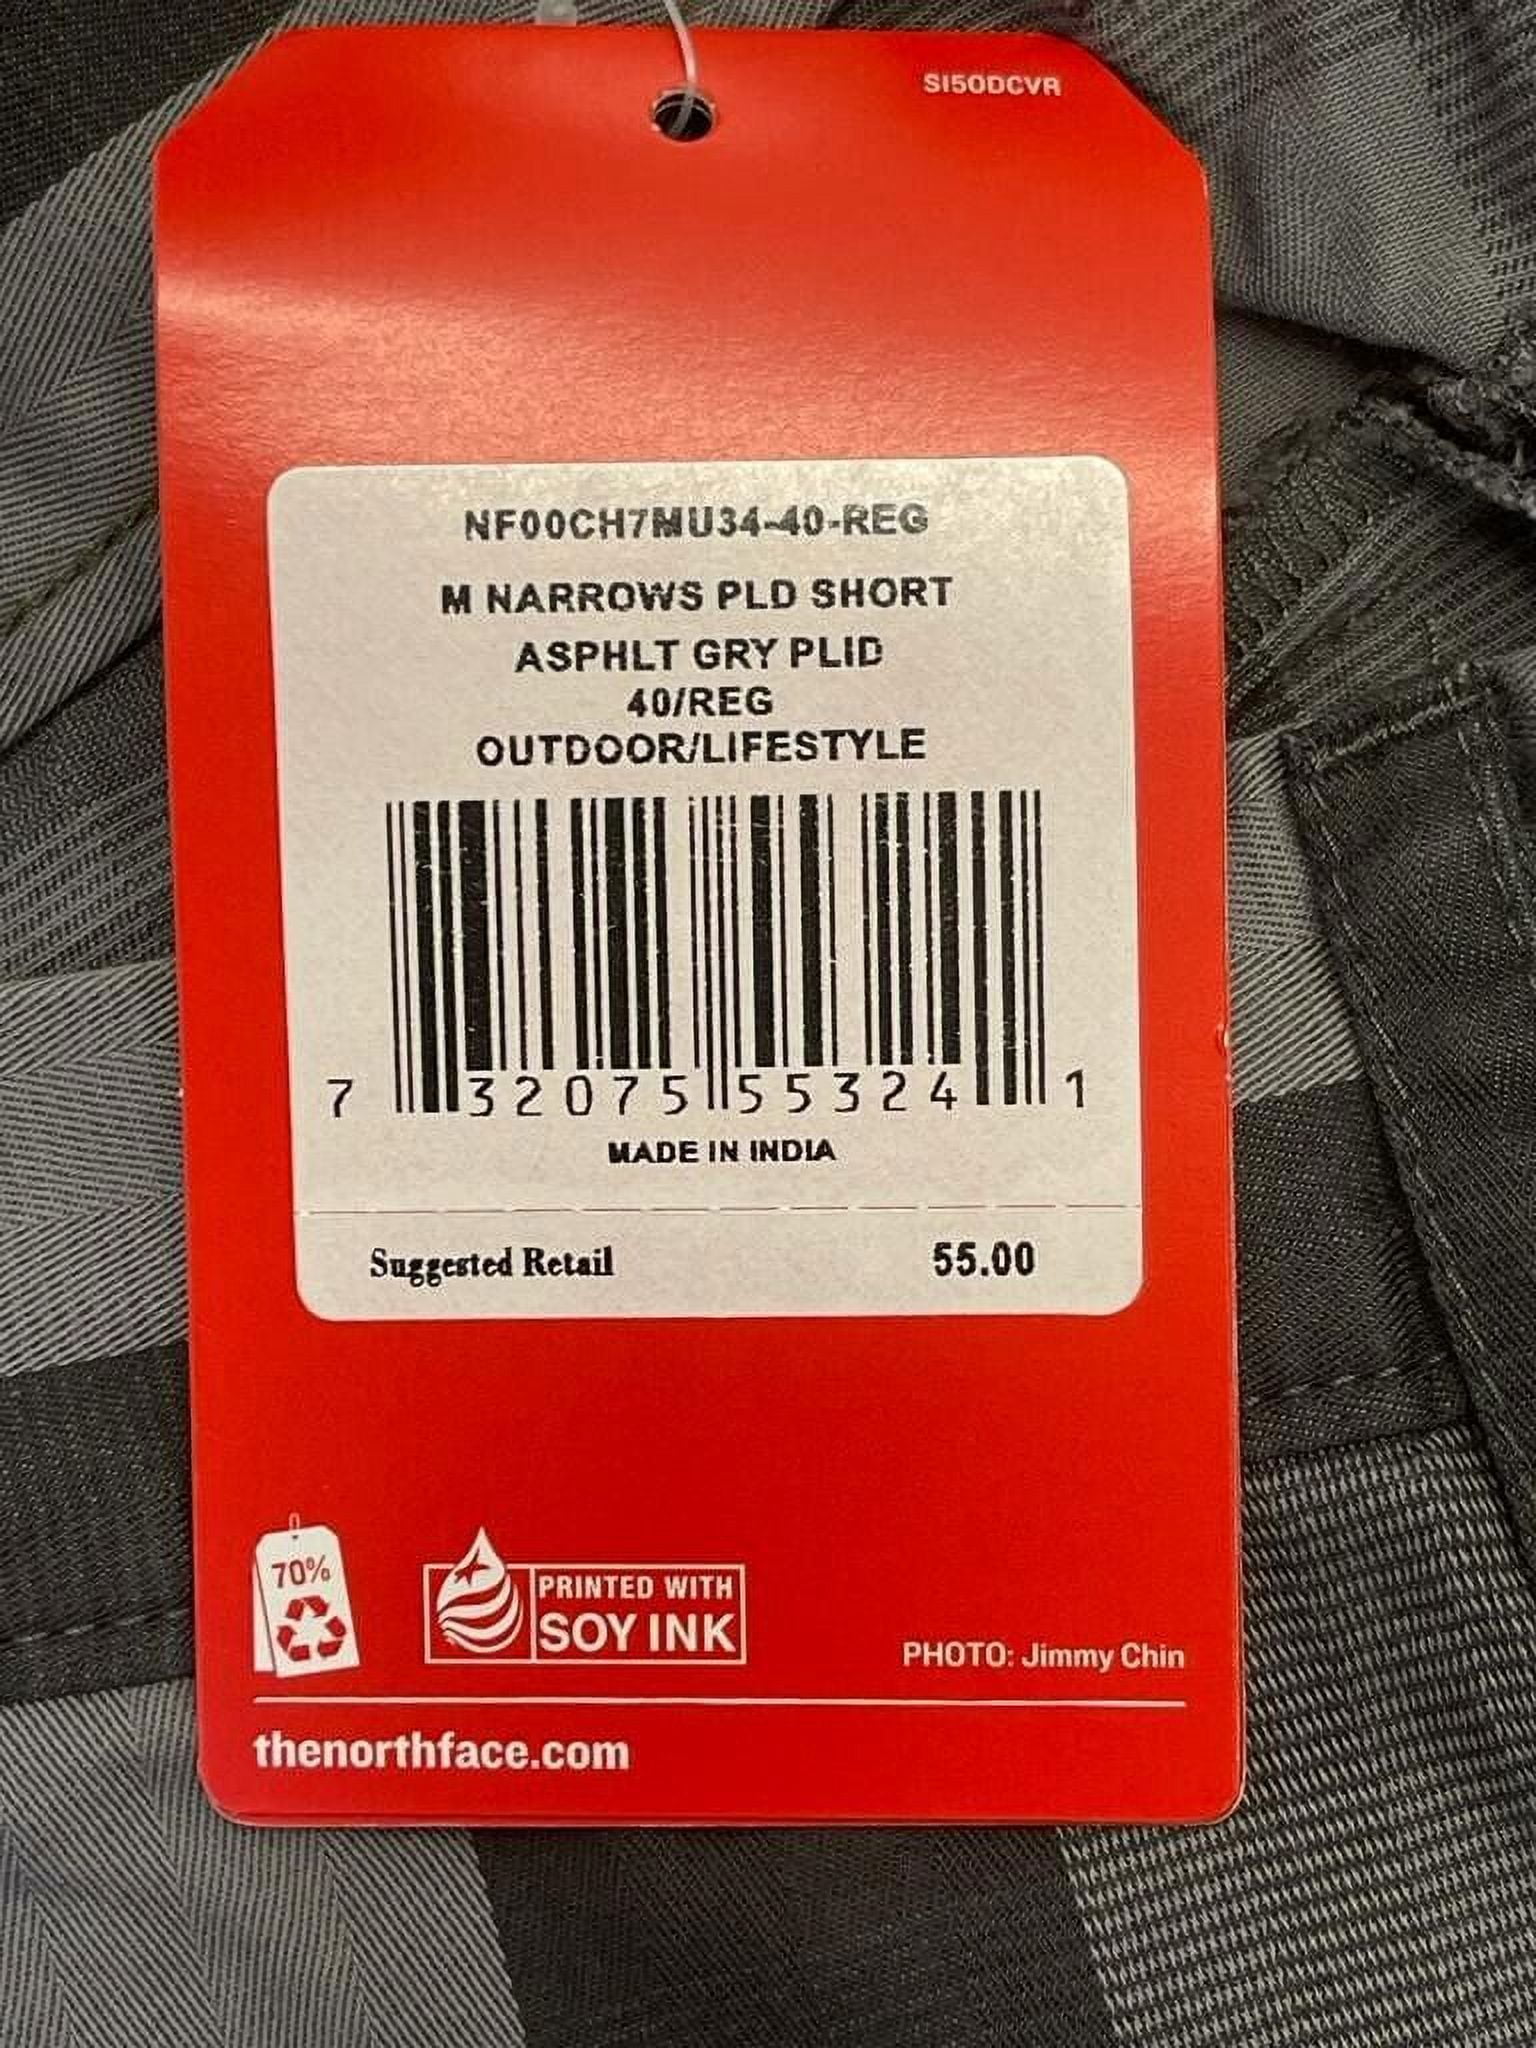 SI50DCVR
NF00CH7MU34-40-REG
M NARROWS PLD SHORT
ASPHLT GRY PLID
40/REG
OUTDOOR/LIFESTYLE
7 32075 55324 1
MADE IN INDIA
Suggested Retail 55.00
70%
PRINTED WITH
SOY INK
PHOTO: Jimmy Chin
thenorthface.com